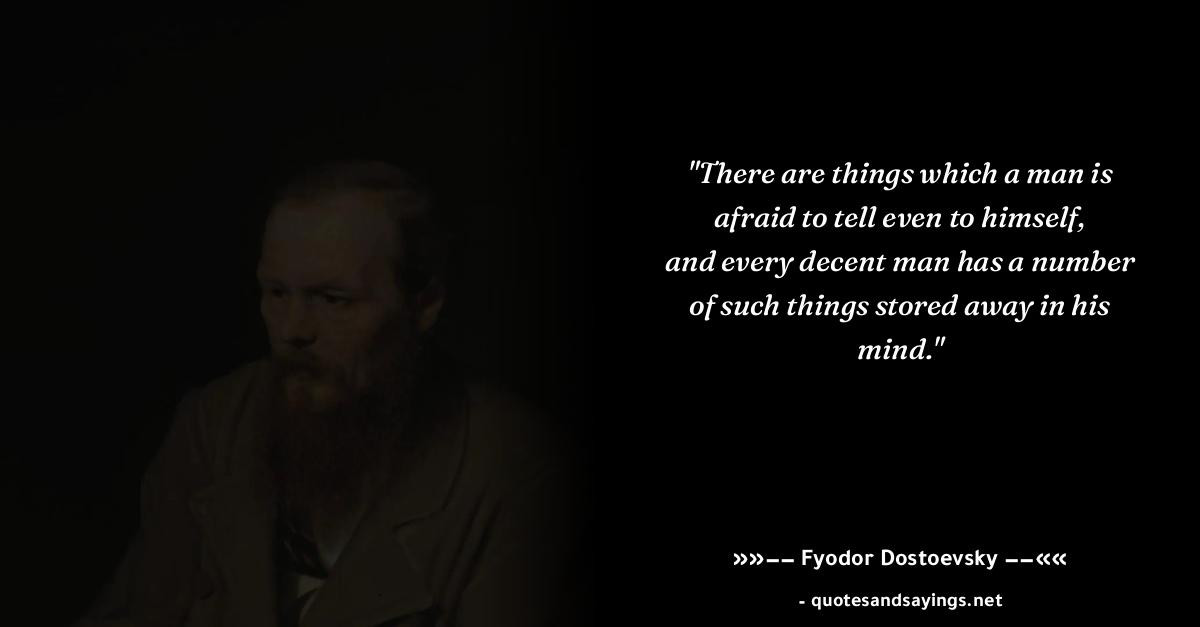 "There are things which a man is
afraid to tell even to himself,
and every decent man has a number
of such things stored away in his
mind."
»»–– Fyodor Dostoevsky ––««
- quotesandsayings.net